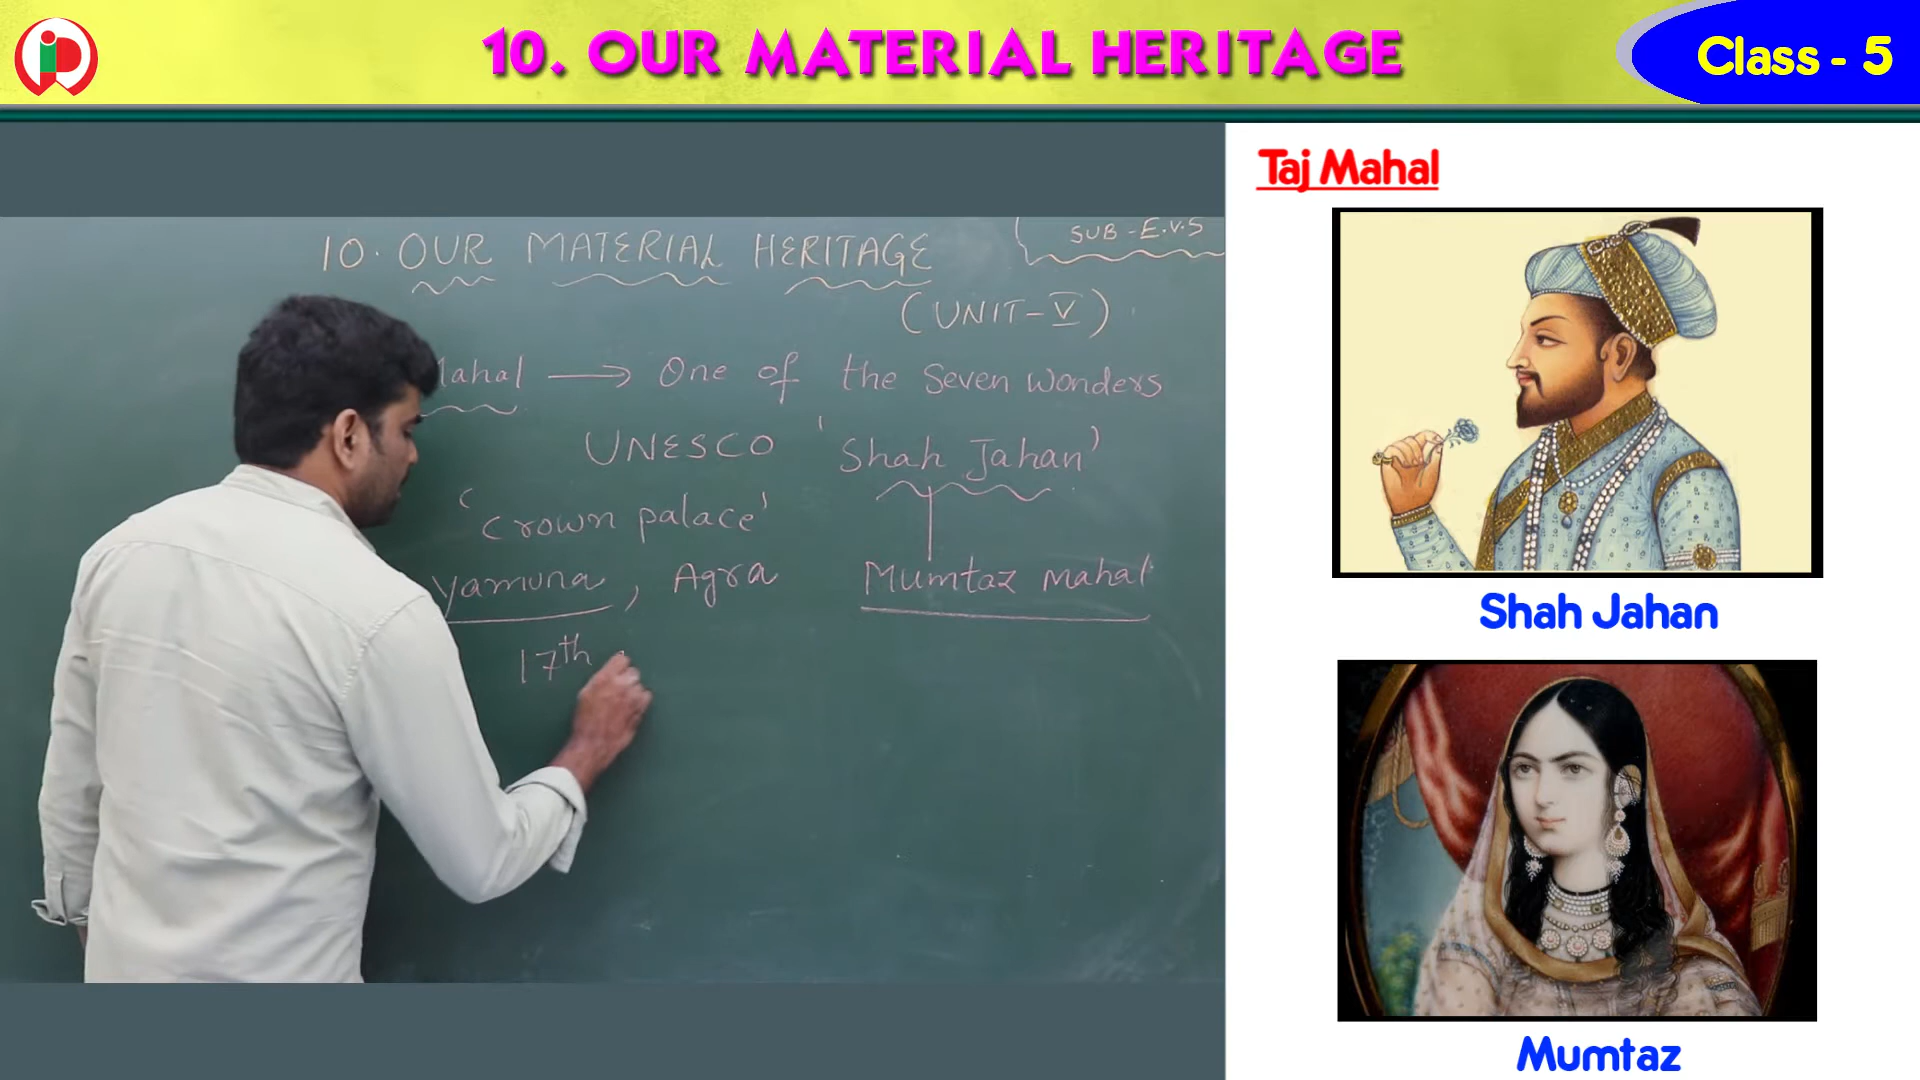 10. OUR MATERIAL HERITAGE
Class - 5
10. OUR MATERIAL HERITAGE
SUB - E.V.S
(UNIT - V)
Mahal → One of the Seven Wonders
UNESCO 'Shah Jahan'
'Crown palace'
Yamuna, Agra Mumtaz Mahal
17th
Taj Mahal
Shah Jahan
Mumtaz